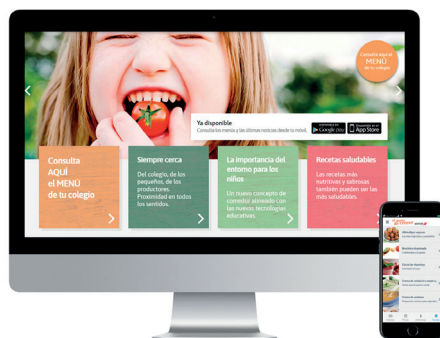 Consulta aquí el
MENÚ
de tu colegio
Ya disponible
Consulta los menús y las últimas noticias desde tu móvil.
Google play
App Store
Consulta
AQUÍ
el MENÚ
de tu colegio
Siempre cerca
Del colegio, de los
pequeños, de los
productores.
Proximidad en todo
los sentidos.
La importancia del
entorno para los
niños
Un nuevo concepto de
comedor alineado con
las nuevas tecnologías
educativas.
Recetas saludables
Las recetas más
nutritivas y sabrosas
también pueden ser las
más saludables.